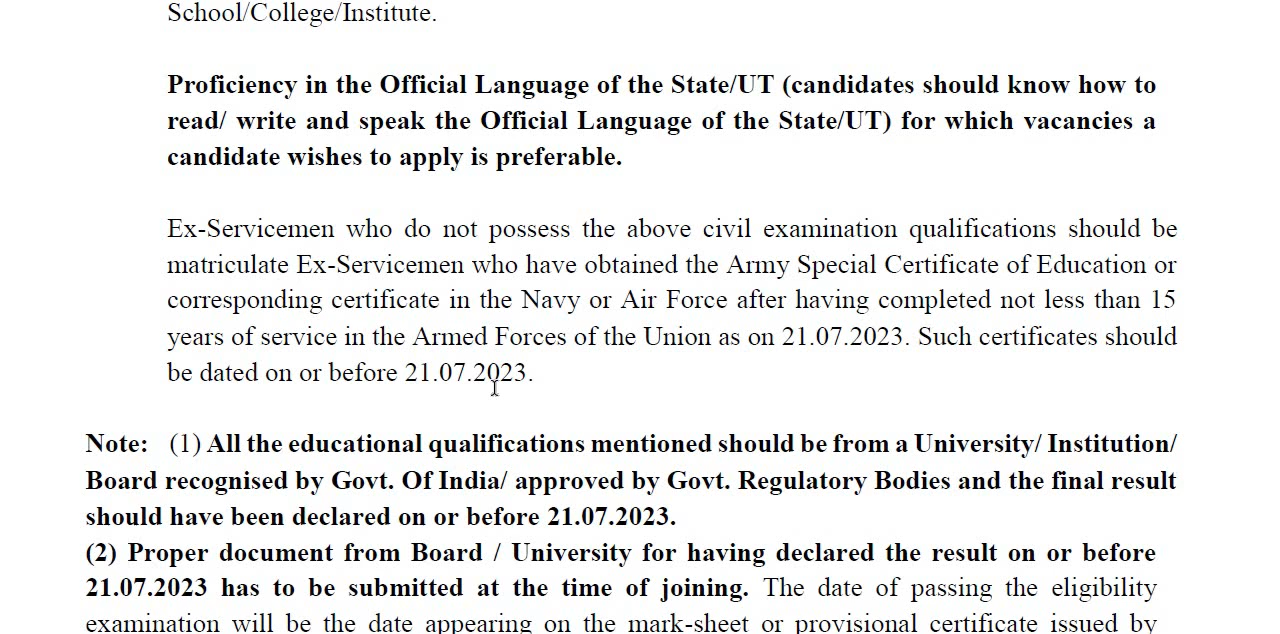 School/College/Institute.
Proficiency in the Official Language of the State/UT (candidates should know how to
read/ write and speak the Official Language of the State/UT) for which vacancies a
candidate wishes to apply is preferable.
Ex-Servicemen who do not possess the above civil examination qualifications should be
matriculate Ex-Servicemen who have obtained the Army Special Certificate of Education or
corresponding certificate in the Navy or Air Force after having completed not less than 15
years of service in the Armed Forces of the Union as on 21.07.2023. Such certificates should
be dated on or before 21.07.2023.
Note: (1) All the educational qualifications mentioned should be from a University/ Institution/
Board recognised by Govt. Of India/ approved by Govt. Regulatory Bodies and the final result
should have been declared on or before 21.07.2023.
(2) Proper document from Board / University for having declared the result on or before
21.07.2023 has to be submitted at the time of joining. The date of passing the eligibility
examination will be the date appearing on the mark-sheet or provisional certificate issued by